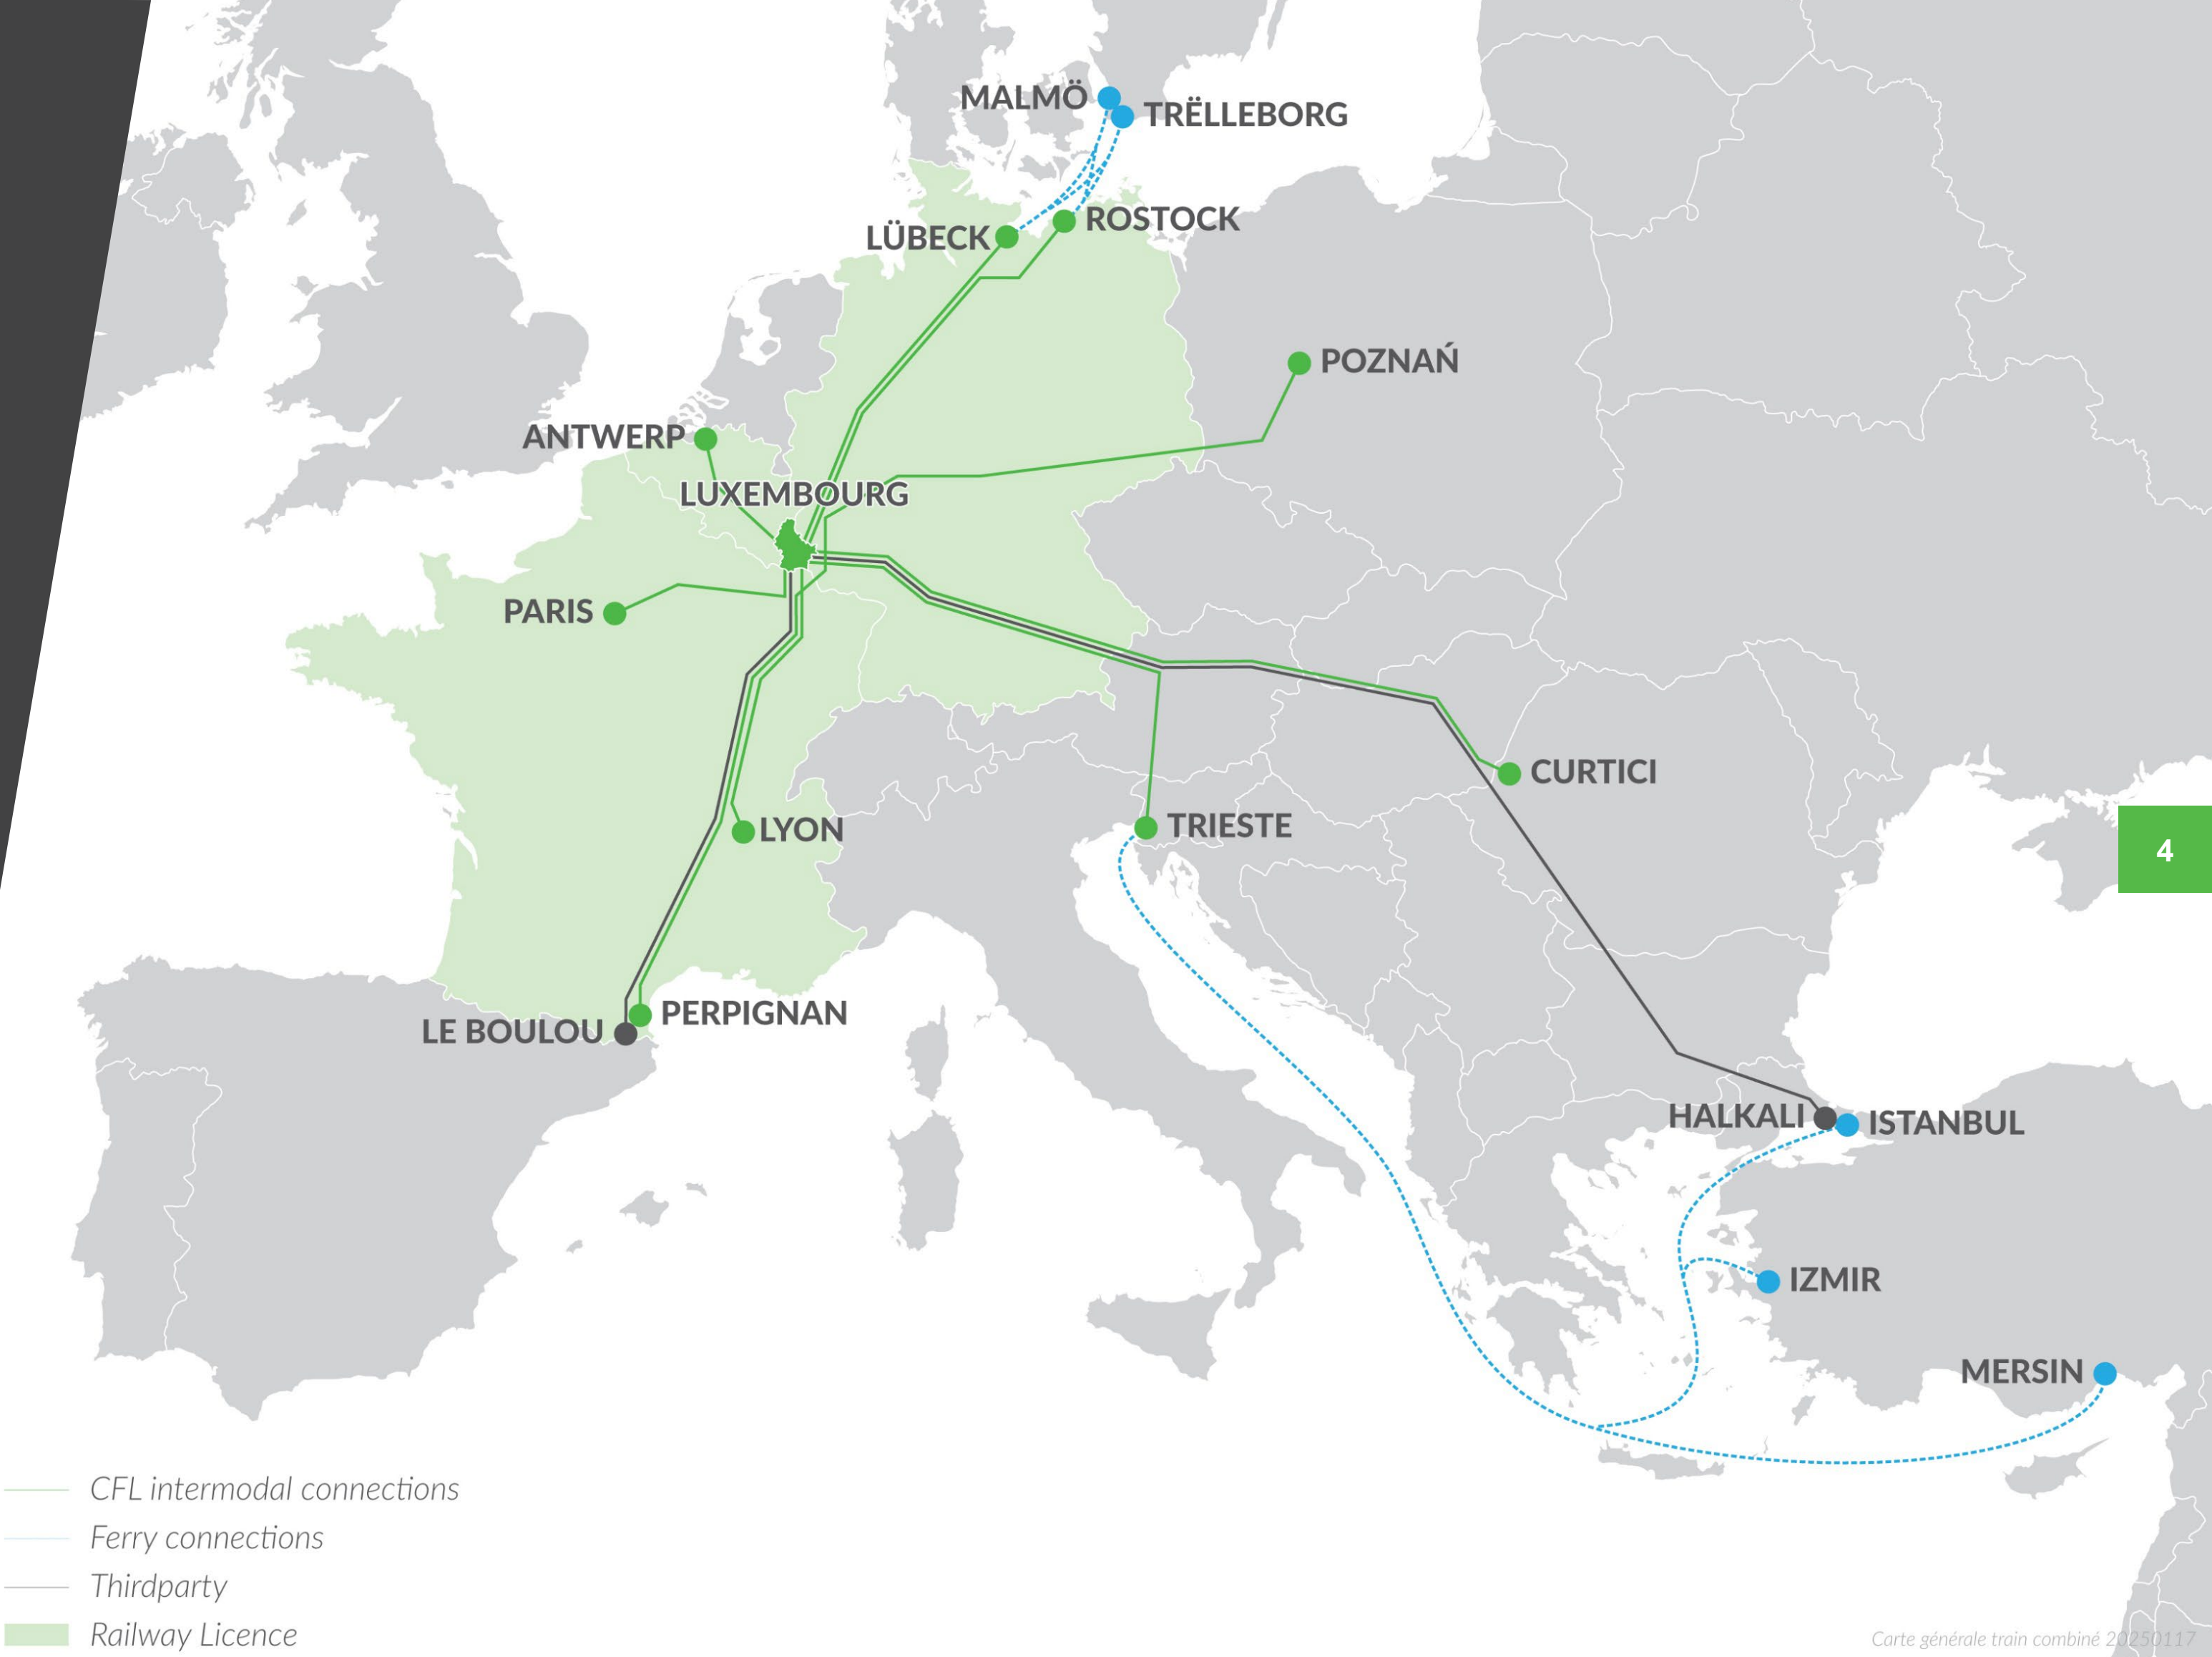 MALMÖ
TRËLLEBORG
ROSTOCK
LÜBECK
POZNAŃ
ANTWERP
LUXEMBOURG
PARIS
CURTICI
LYON
TRIESTE
4
PERPIGNAN
LE BOULOU
HALKALI
ISTANBUL
IZMIR
MERSIN
CFL intermodal connections
Ferry connections
Thirdparty
Railway Licence
Carte générale train combiné 20250117